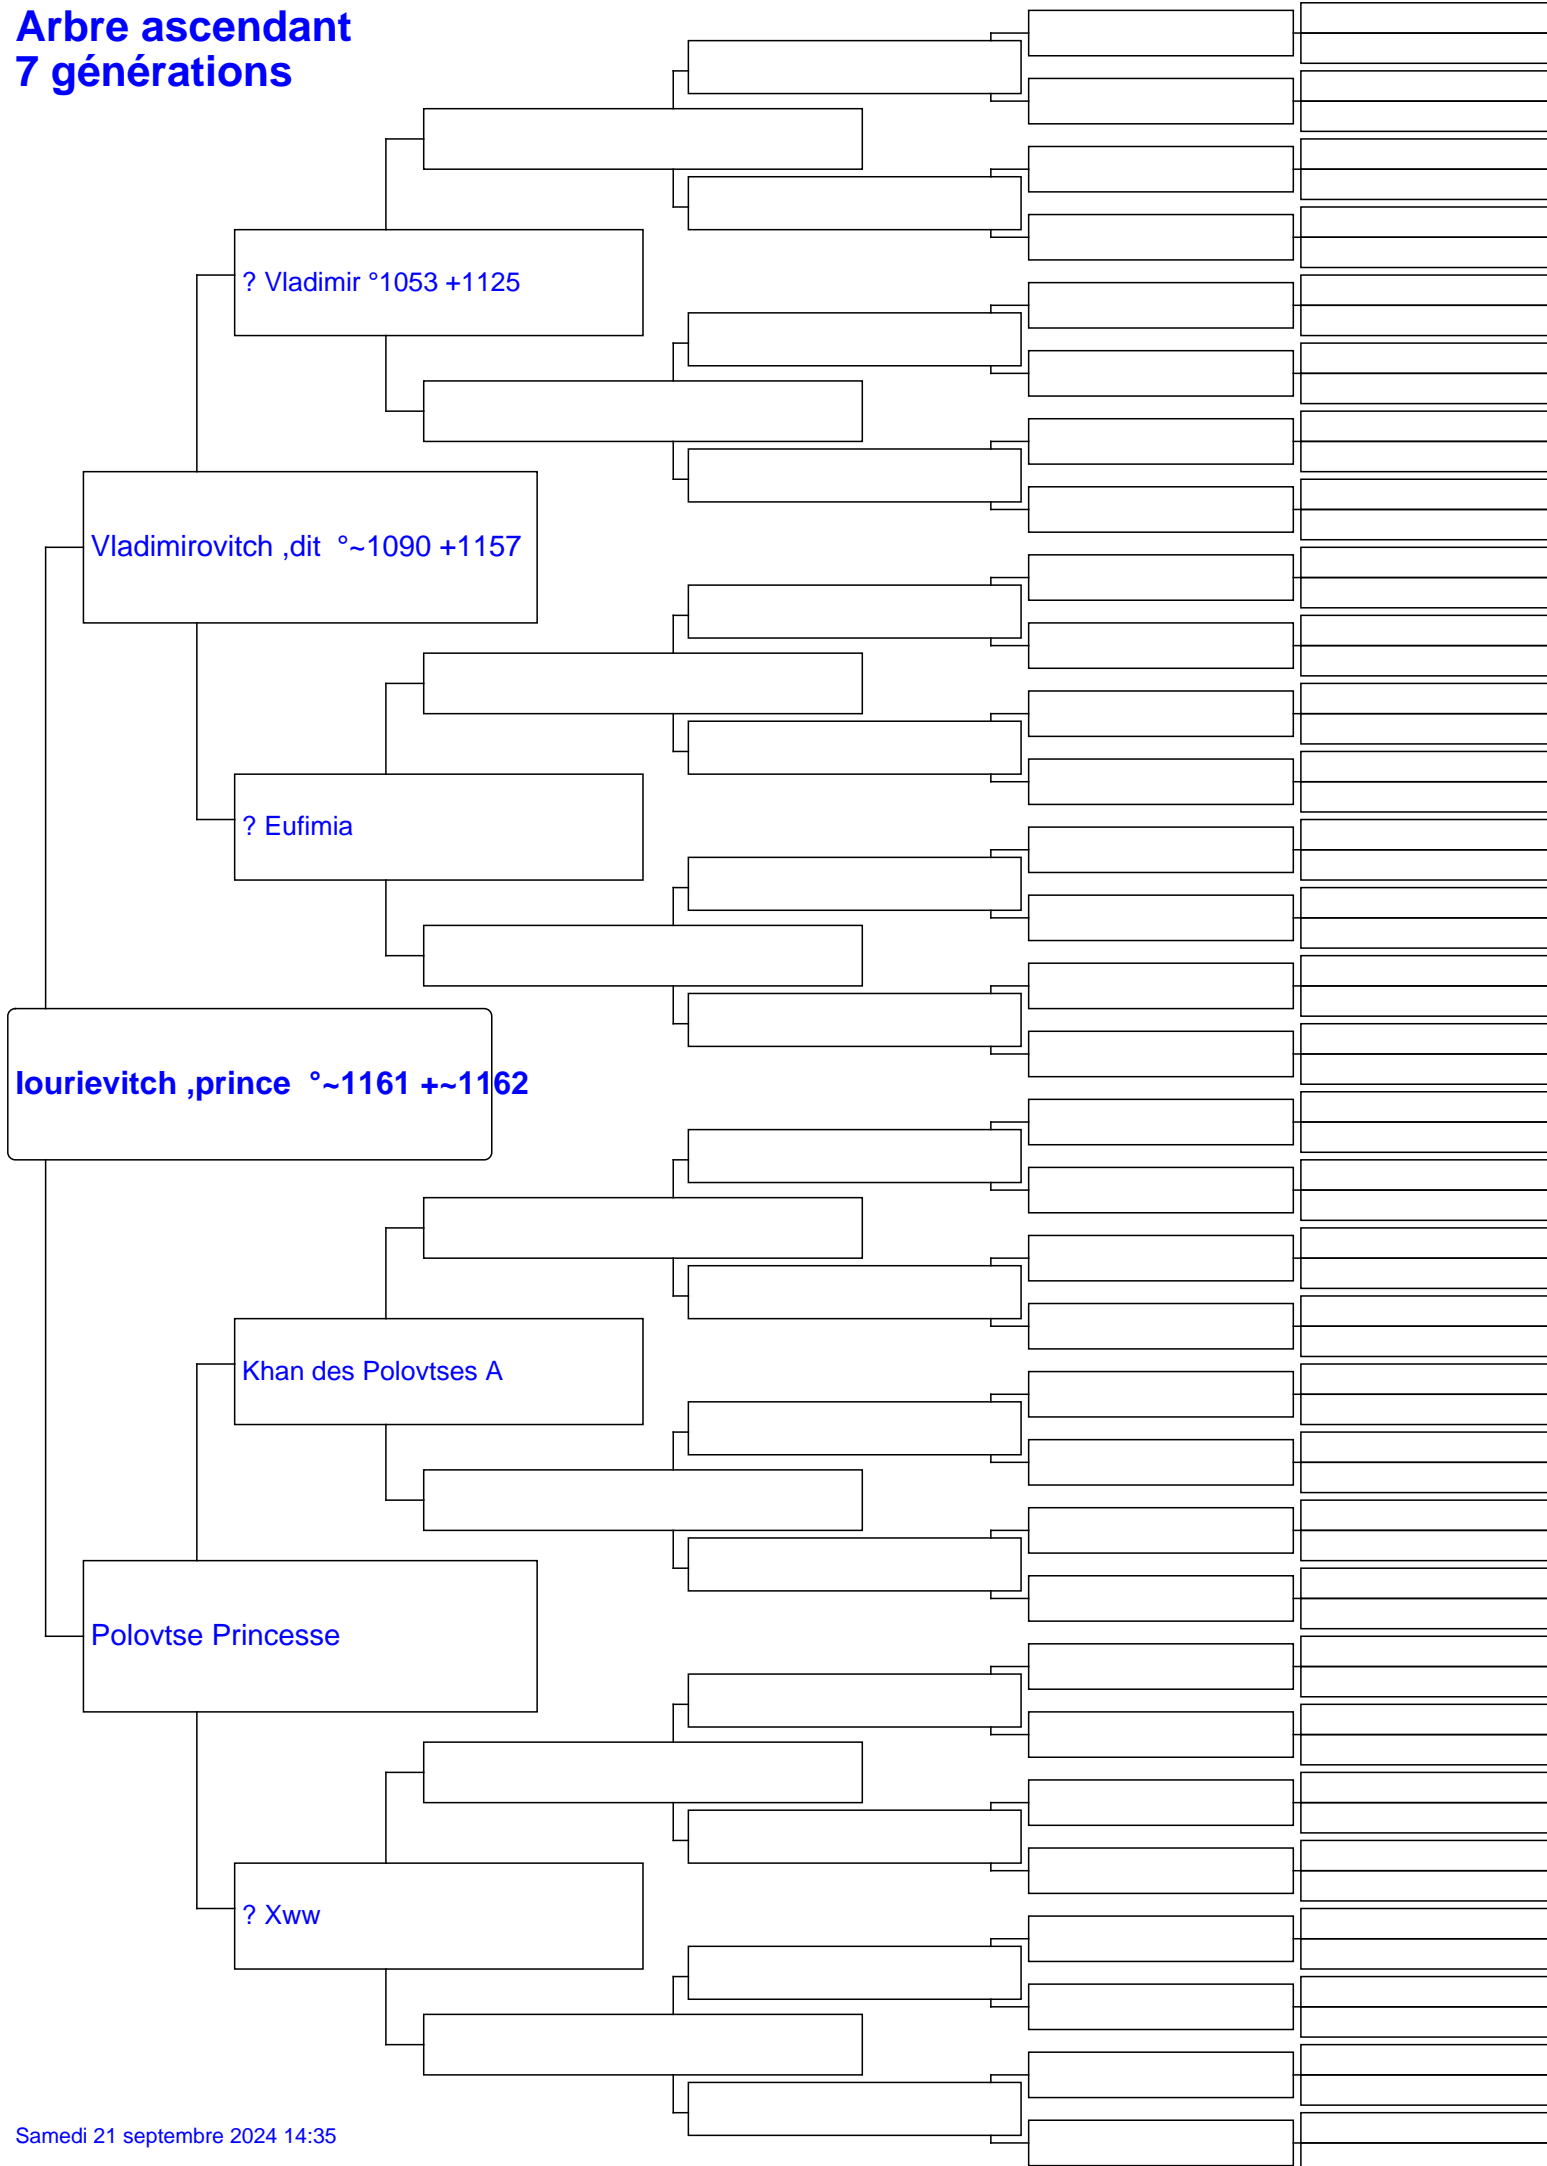 Arbre ascendant
7 générations
? Vladimir °1053 +1125
Vladimirovitch ,dit  °~1090 +1157
? Eufimia
Iourievitch ,prince  °~1161 +~1162
Khan des Polovtses A
Polovtse Princesse
? Xww
Samedi 21 septembre 2024 14:35